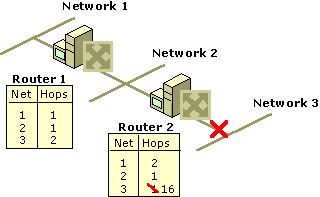 Network 1
Network 2
Router 1
Net Hops
1 1
2 1
3 2
Network 3
Router 2
Net Hops
1 2
2 1
3 1 16